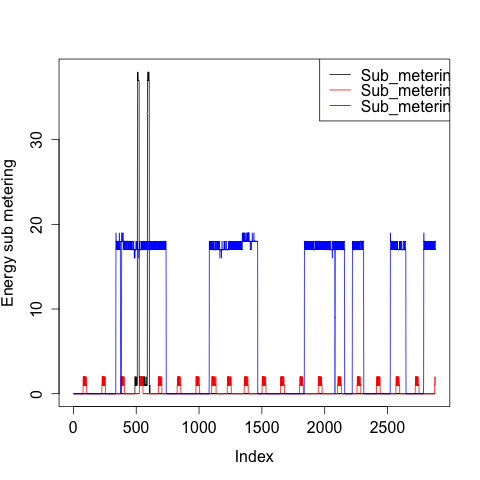 Sub_meterin
Sub_meterin
Sub_meterin
Energy sub metering
30
20
10
0
0 500 1000 1500 2000 2500
Index